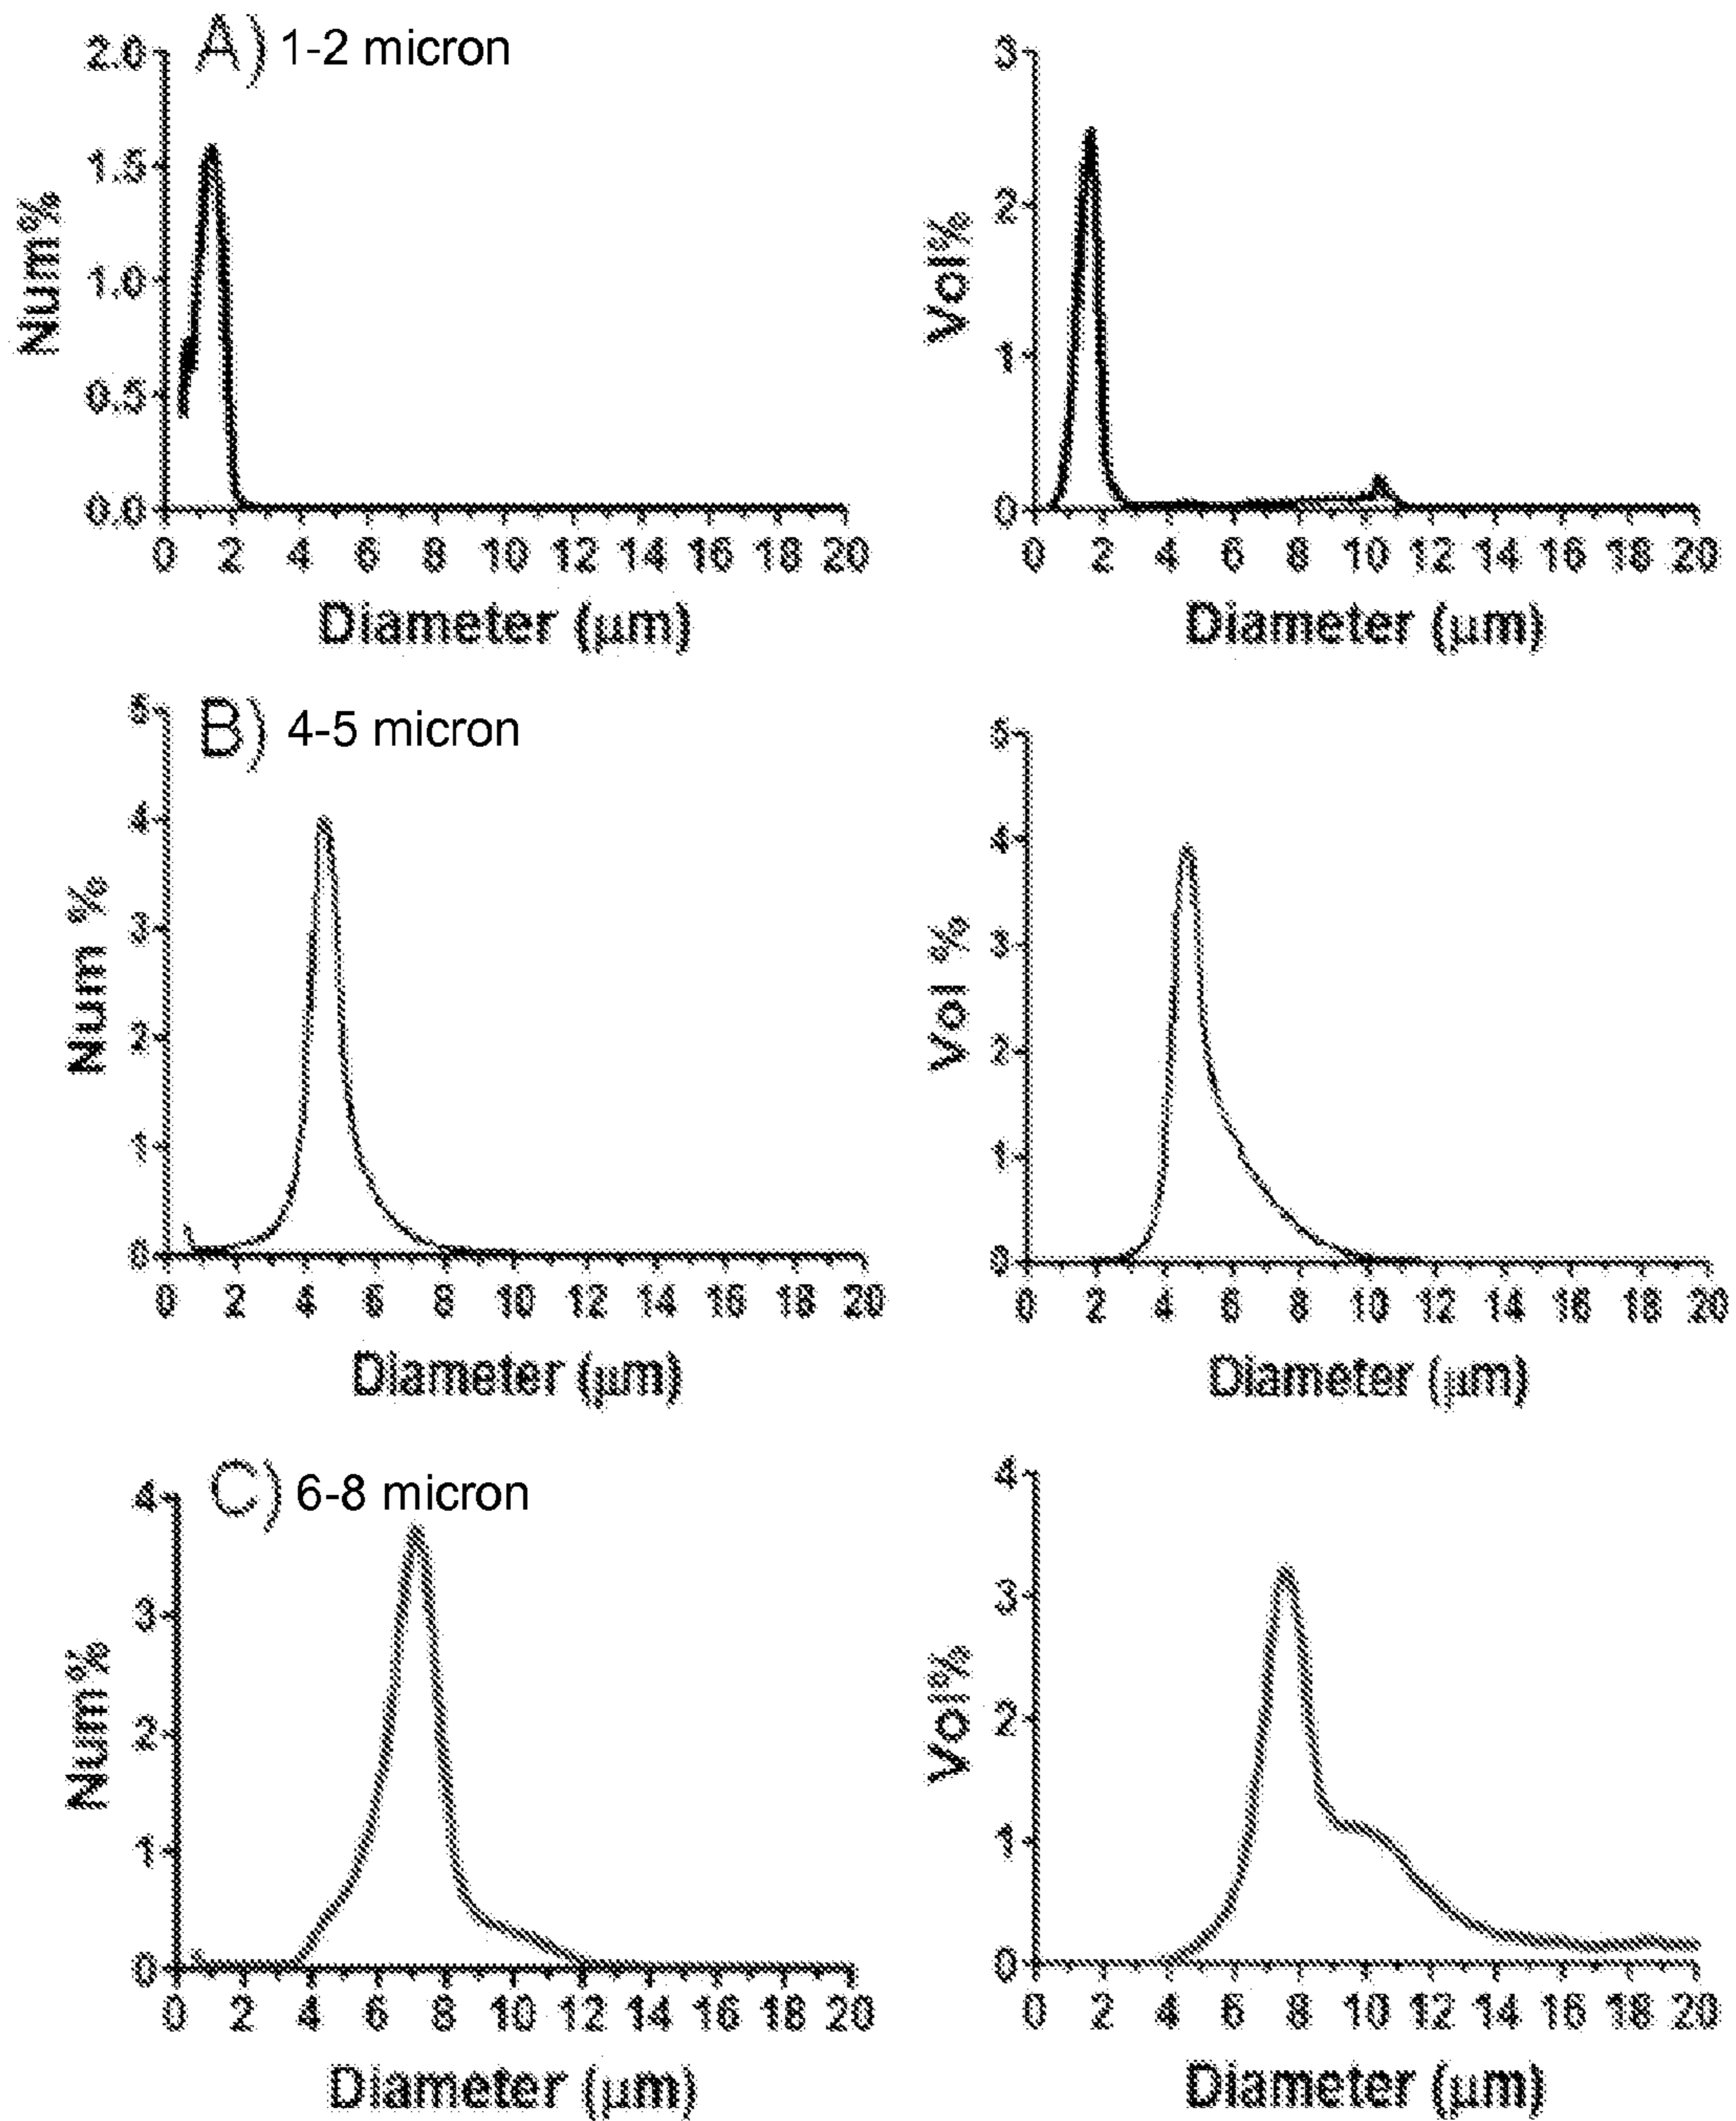 A) 1-2 micron
2.0
1.5
1.0
0.5
0.0
Num%
0 2 4 6 8 10 12 14 16 18 20
Diameter (μm)
3
2
1
0
Vol%
0 2 4 6 8 10 12 14 16 18 20
Diameter (μm)
B) 4-5 micron
5
4
3
2
1
0
Num %
0 2 4 6 8 10 12 14 16 18 20
Diameter (μm)
5
4
3
2
1
0
Vol %
0 2 4 6 8 10 12 14 16 18 20
Diameter (μm)
C) 6-8 micron
4
3
2
1
0
Num%
0 2 4 6 8 10 12 14 16 18 20
Diameter (μm)
4
3
2
1
0
Vol%
0 2 4 6 8 10 12 14 16 18 20
Diameter (μm)